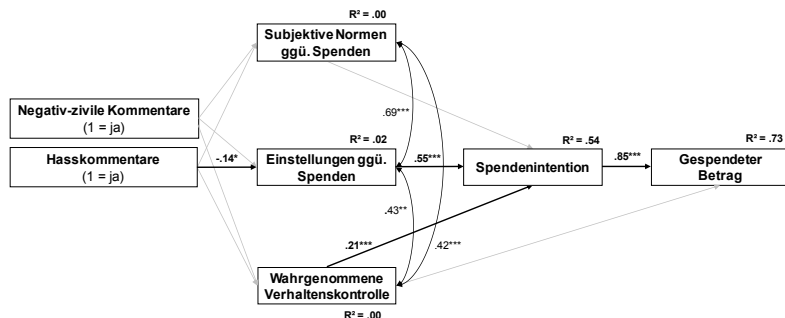 R² = .00
Subjektive Normen
ggü. Spenden
Negativ-zivile Kommentare
(1 = ja)
Hasskommentare
(1 = ja)
-.14*
R² = .02
Einstellungen ggü.
Spenden
.69***
.55***
R² = .54
Spendenintention
.85***
R² = .73
Gespendeter
Betrag
.43**
.42***
.21***
Wahrgenommene
Verhaltenskontrolle
R² = .00